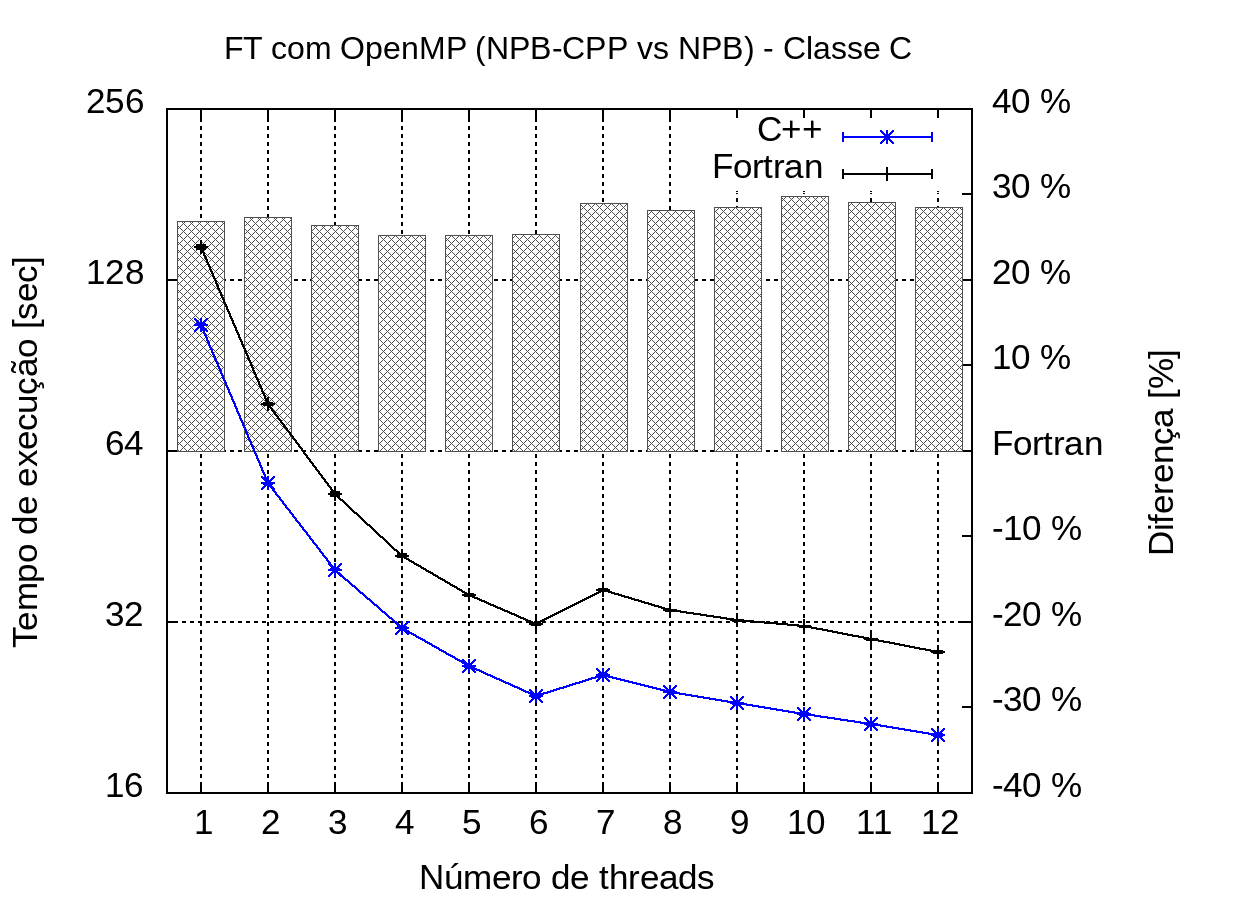 FT com OpenMP (NPB-CPP vs NPB) - Classe C
256
128
64
32
16
Tempo de execução [sec]
C++
Fortran
40 %
30 %
20 %
10 %
Fortran
-10 %
-20 %
-30 %
-40 %
Diferença [%]
1 2 3 4 5 6 7 8 9 10 11 12
Número de threads